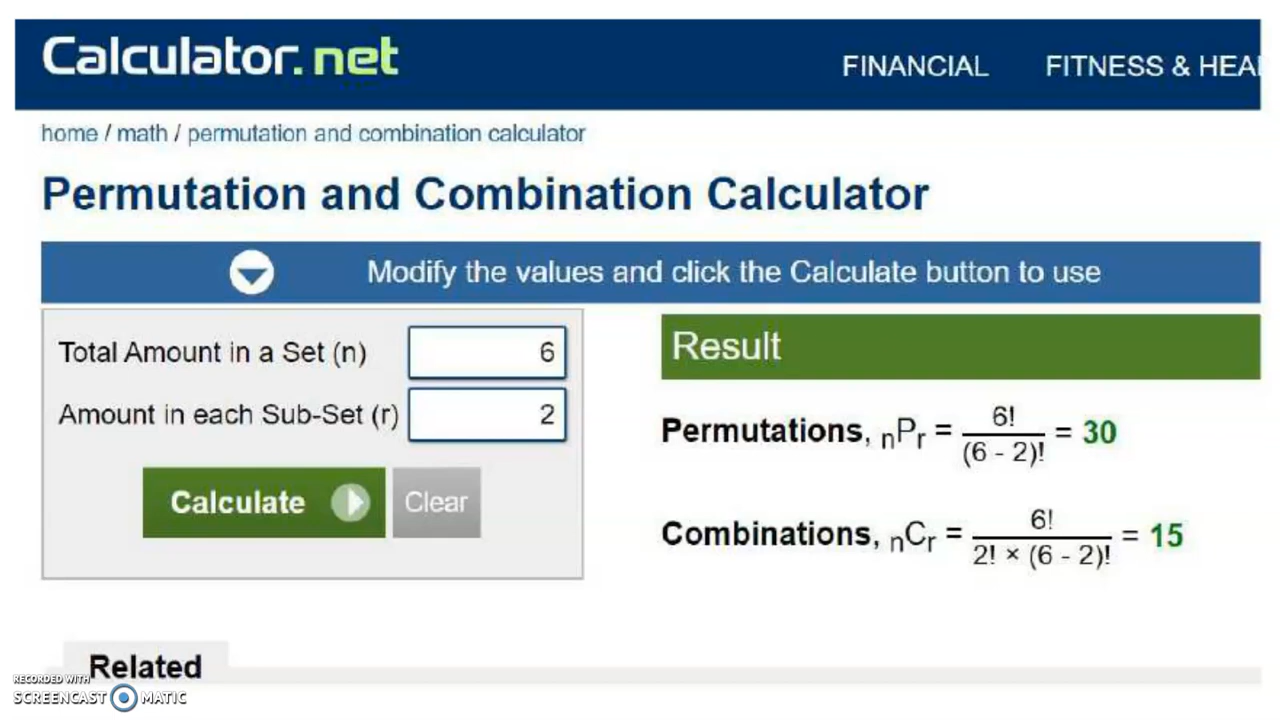 Calculator.net
FINANCIAL FITNESS & HEAL
home / math / permutation and combination calculator
Permutation and Combination Calculator
Modify the values and click the Calculate button to use
Total Amount in a Set (n) 6
Amount in each Sub-Set (r) 2
Calculate Clear
Result
Permutations, nPr = 6! / (6 - 2)! = 30
Combinations, nCr = 6! / 2! × (6 - 2)! = 15
Related
RECORDED WITH
SCREENCAST MATIC